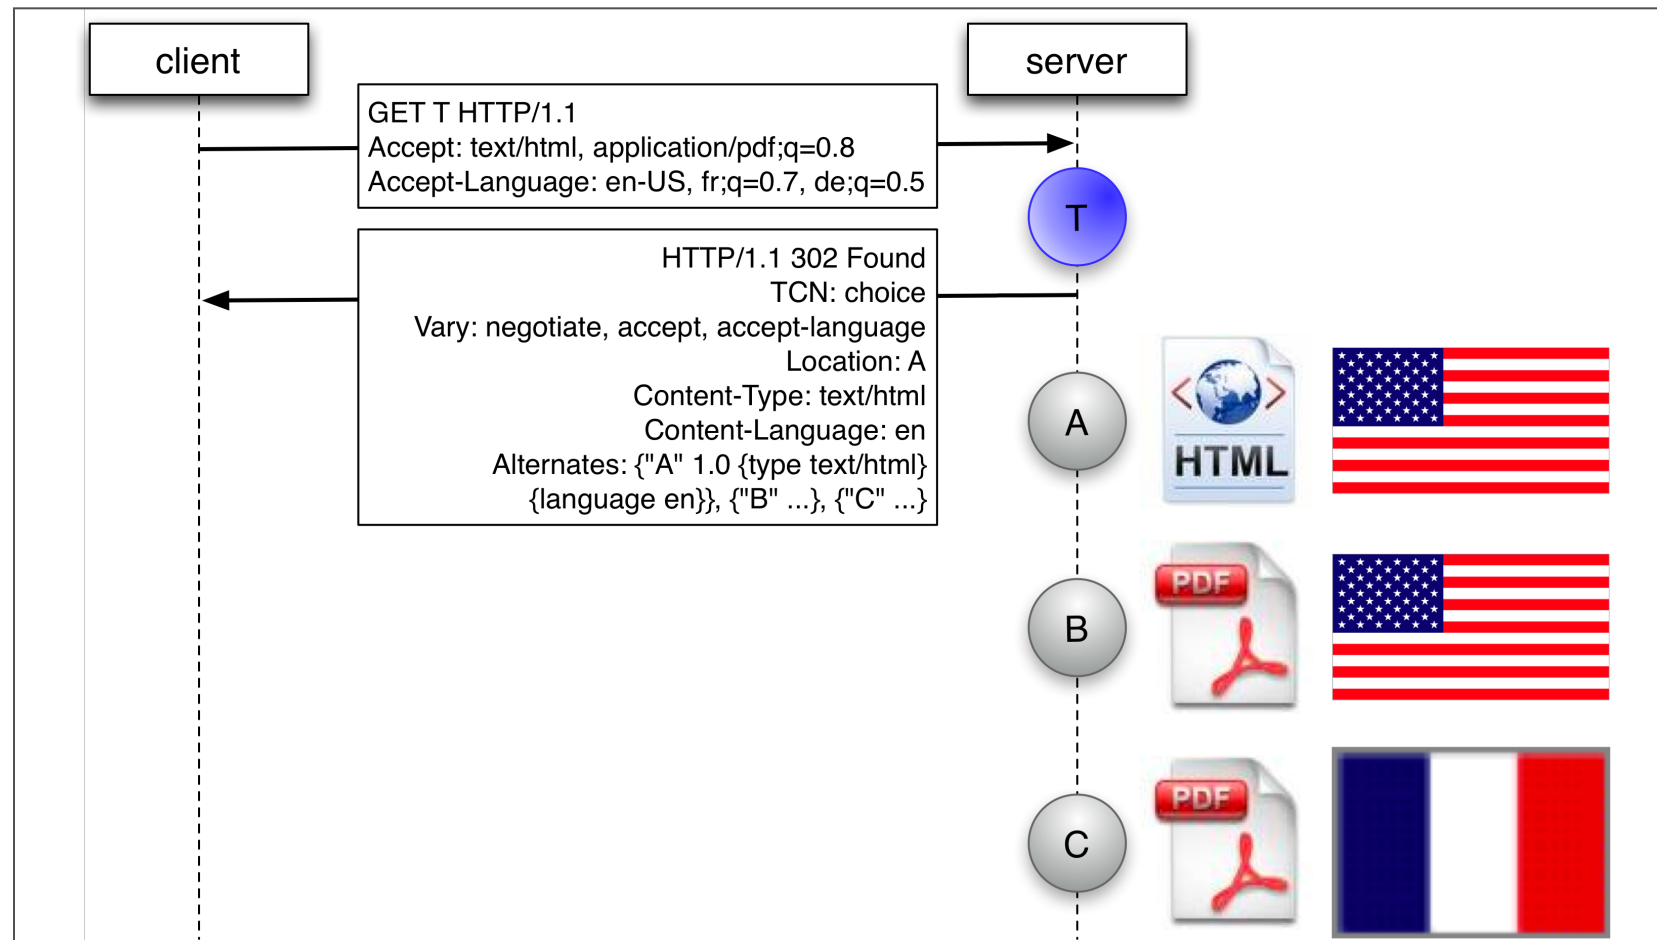 client
server
GET T HTTP/1.1
Accept: text/html, application/pdf;q=0.8
Accept-Language: en-US, fr;q=0.7, de;q=0.5
T
HTTP/1.1 302 Found
TCN: choice
Vary: negotiate, accept, accept-language
Location: A
Content-Type: text/html
Content-Language: en
Alternates: {"A" 1.0 {type text/html}
{language en}}, {"B" ...}, {"C" ...}
A
< >
HTML
B
PDF
C
PDF